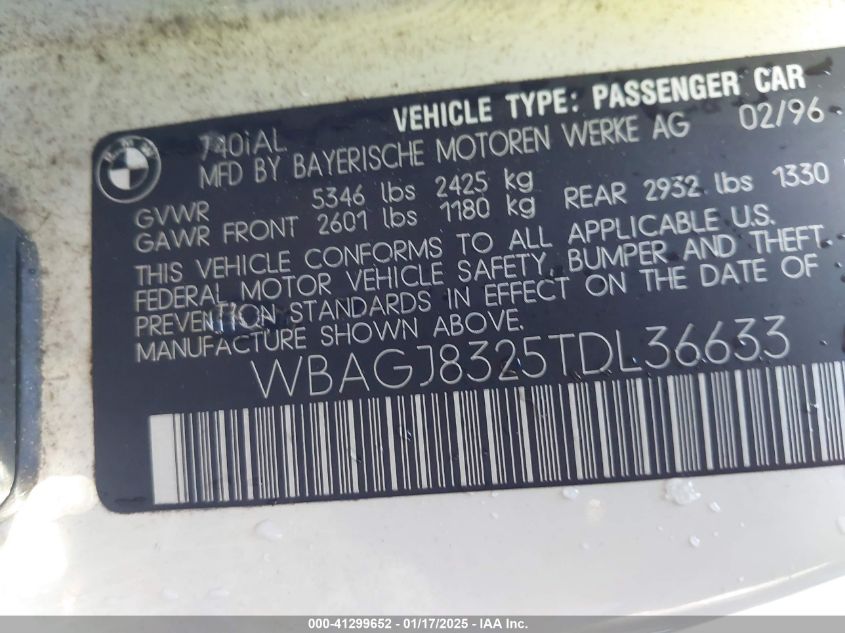 VEHICLE TYPE: PASSENGER CAR
740iAL
MFD BY BAYERISCHE MOTOREN WERKE AG 02/96
GVWR 5346 lbs 2425 kg
GAWR FRONT 2601 lbs 1180 kg REAR 2932 lbs 1330
THIS VEHICLE CONFORMS TO ALL APPLICABLE U.S.
FEDERAL MOTOR VEHICLE SAFETY, BUMPER AND THEFT
PREVENTION STANDARDS IN EFFECT ON THE DATE OF
MANUFACTURE SHOWN ABOVE.
WBAGJ8325TDL36633
000-41299652 | 01/17/2025 - IAA Inc.